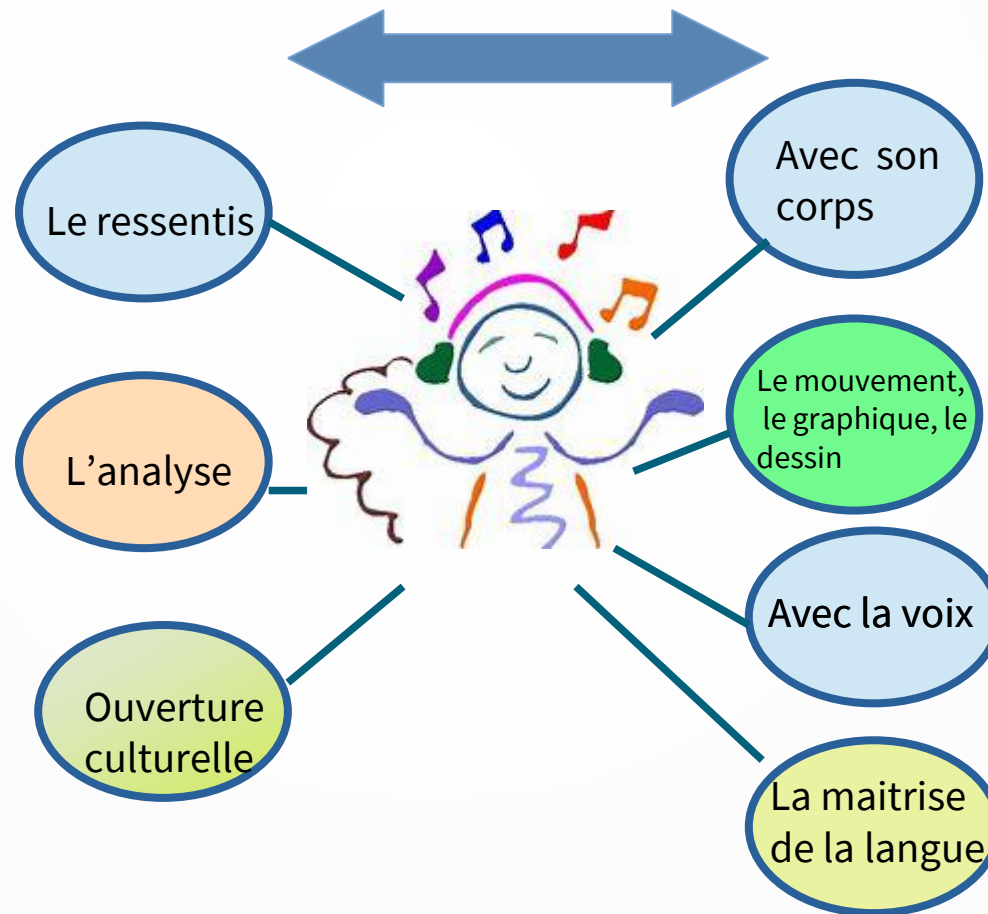 Le ressentis
L’analyse
Ouverture
culturelle
Avec son
corps
Le mouvement,
le graphique, le
dessin
Avec la voix
La maitrise
de la langue